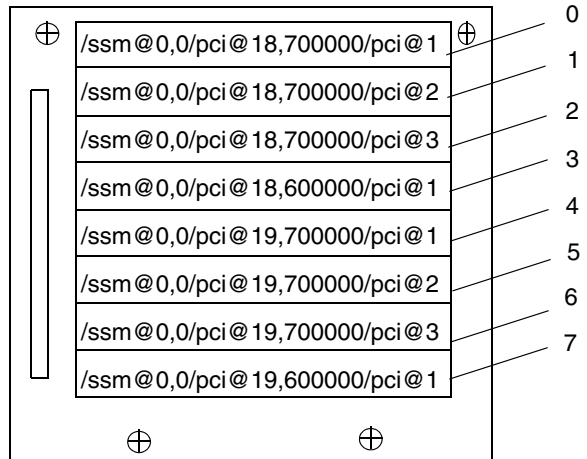 /ssm@0,0/pci@18,700000/pci@1 0
/ssm@0,0/pci@18,700000/pci@2 1
/ssm@0,0/pci@18,700000/pci@3 2
/ssm@0,0/pci@18,600000/pci@1 3
/ssm@0,0/pci@19,700000/pci@1 4
/ssm@0,0/pci@19,700000/pci@2 5
/ssm@0,0/pci@19,700000/pci@3 6
/ssm@0,0/pci@19,600000/pci@1 7